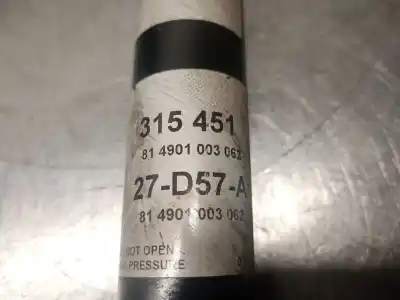 315 451
81 4901 003 062
27-D57-A
81 4901 003 062
NOT OPEN
PRESSURE